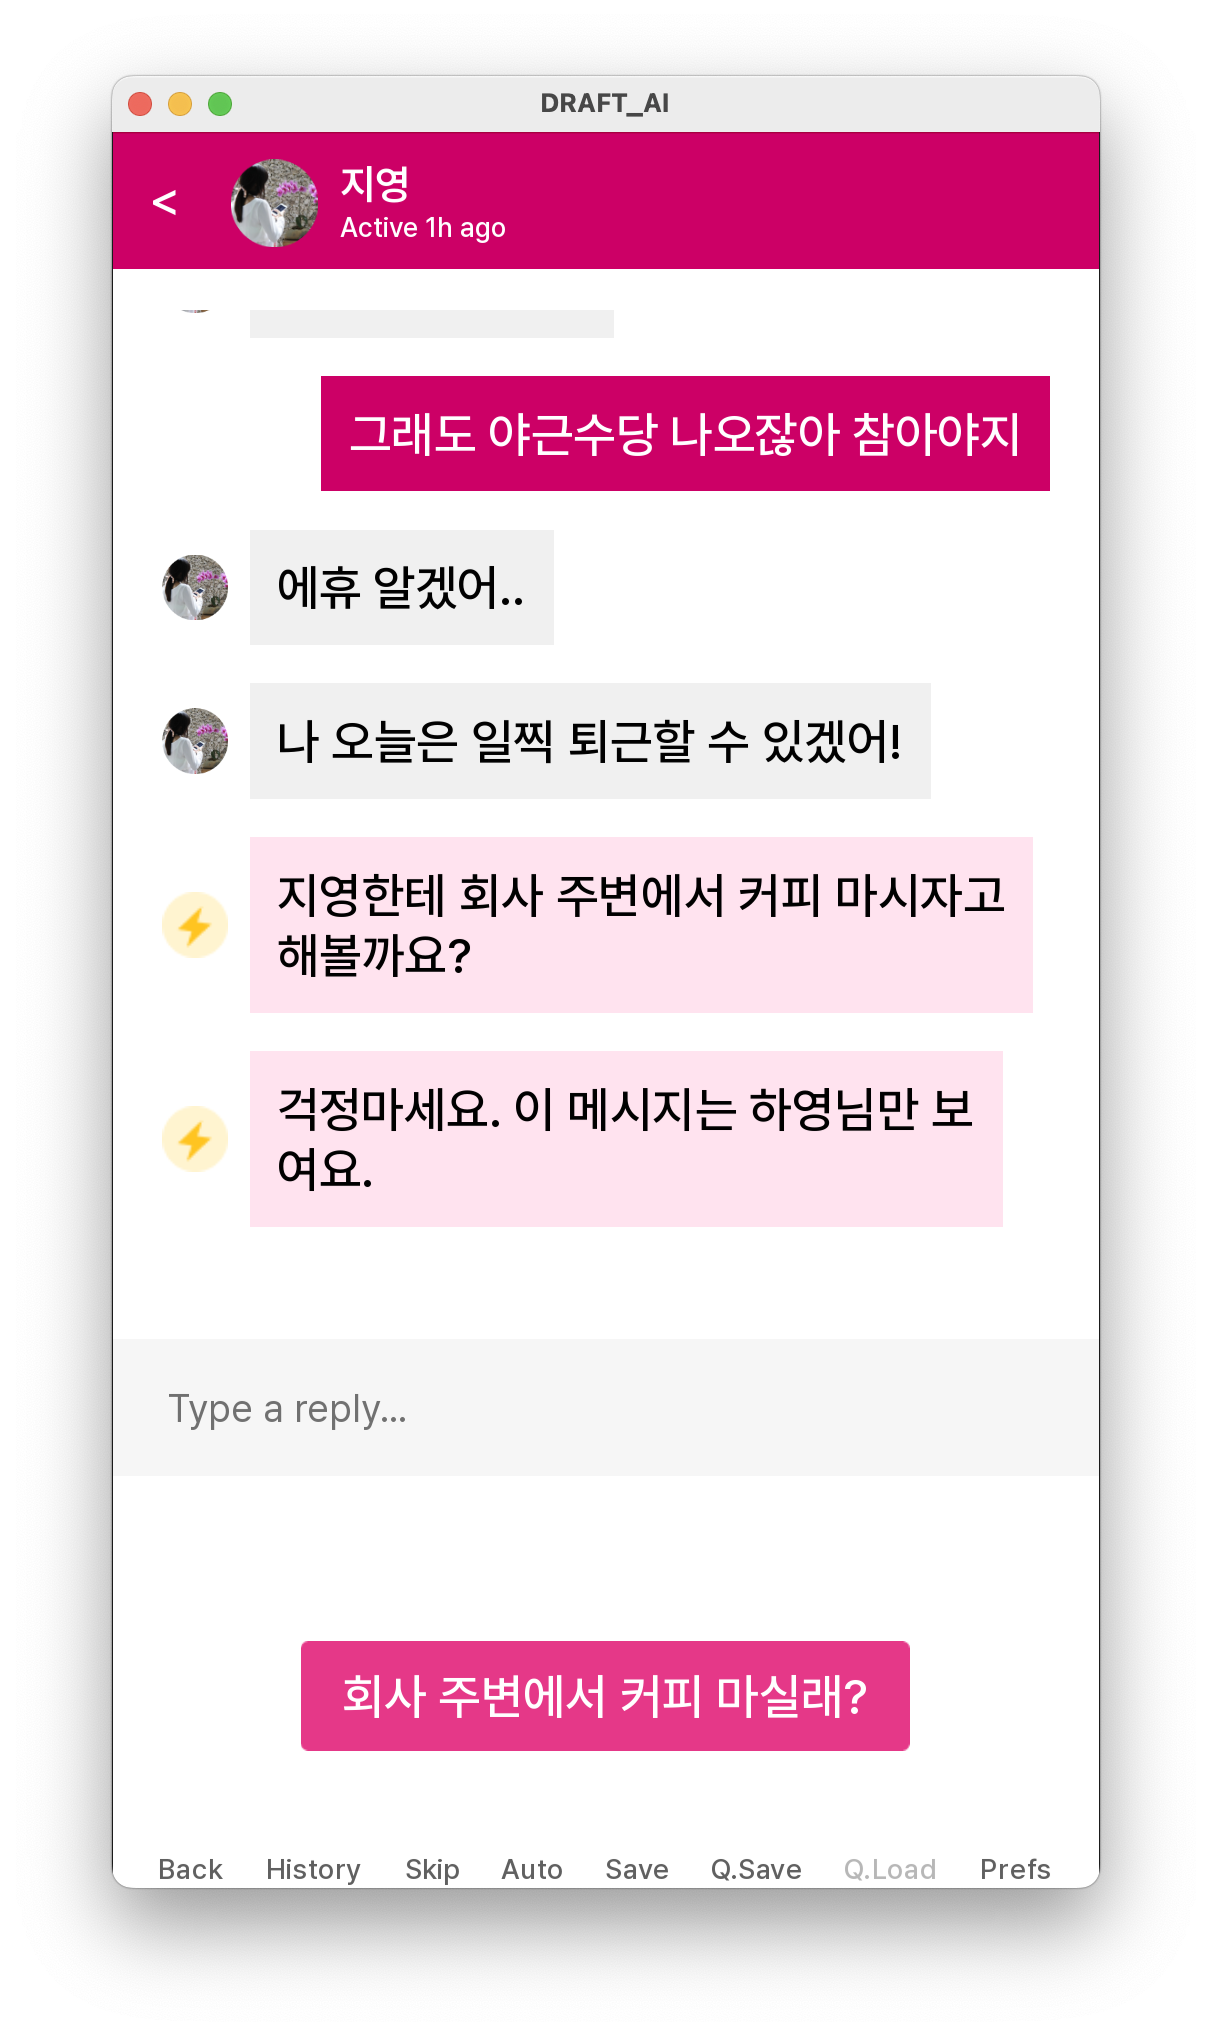 DRAFT_AI
<
지영
Active 1h ago
그래도 야근수당 나오잖아 참아야지
에휴 알겠어..
나 오늘은 일찍 퇴근할 수 있겠어!
지영한테 회사 주변에서 커피 마시자고
해볼까요?
걱정마세요. 이 메시지는 하영님만 보
여요.
Type a reply...
회사 주변에서 커피 마실래?
Back History Skip Auto Save Q.Save Q.Load Prefs